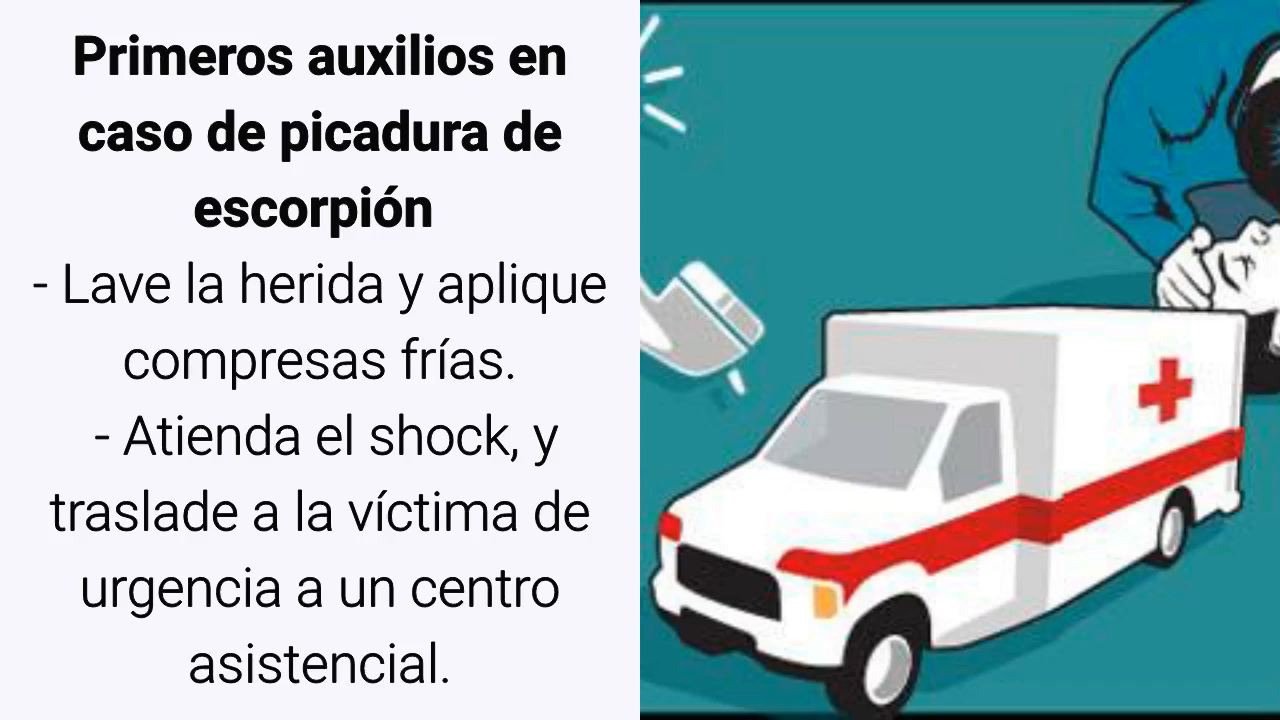 Primeros auxilios en
caso de picadura de
escorpión
- Lave la herida y aplique
compresas frías.
- Atienda el shock, y
traslade a la víctima de
urgencia a un centro
asistencial.